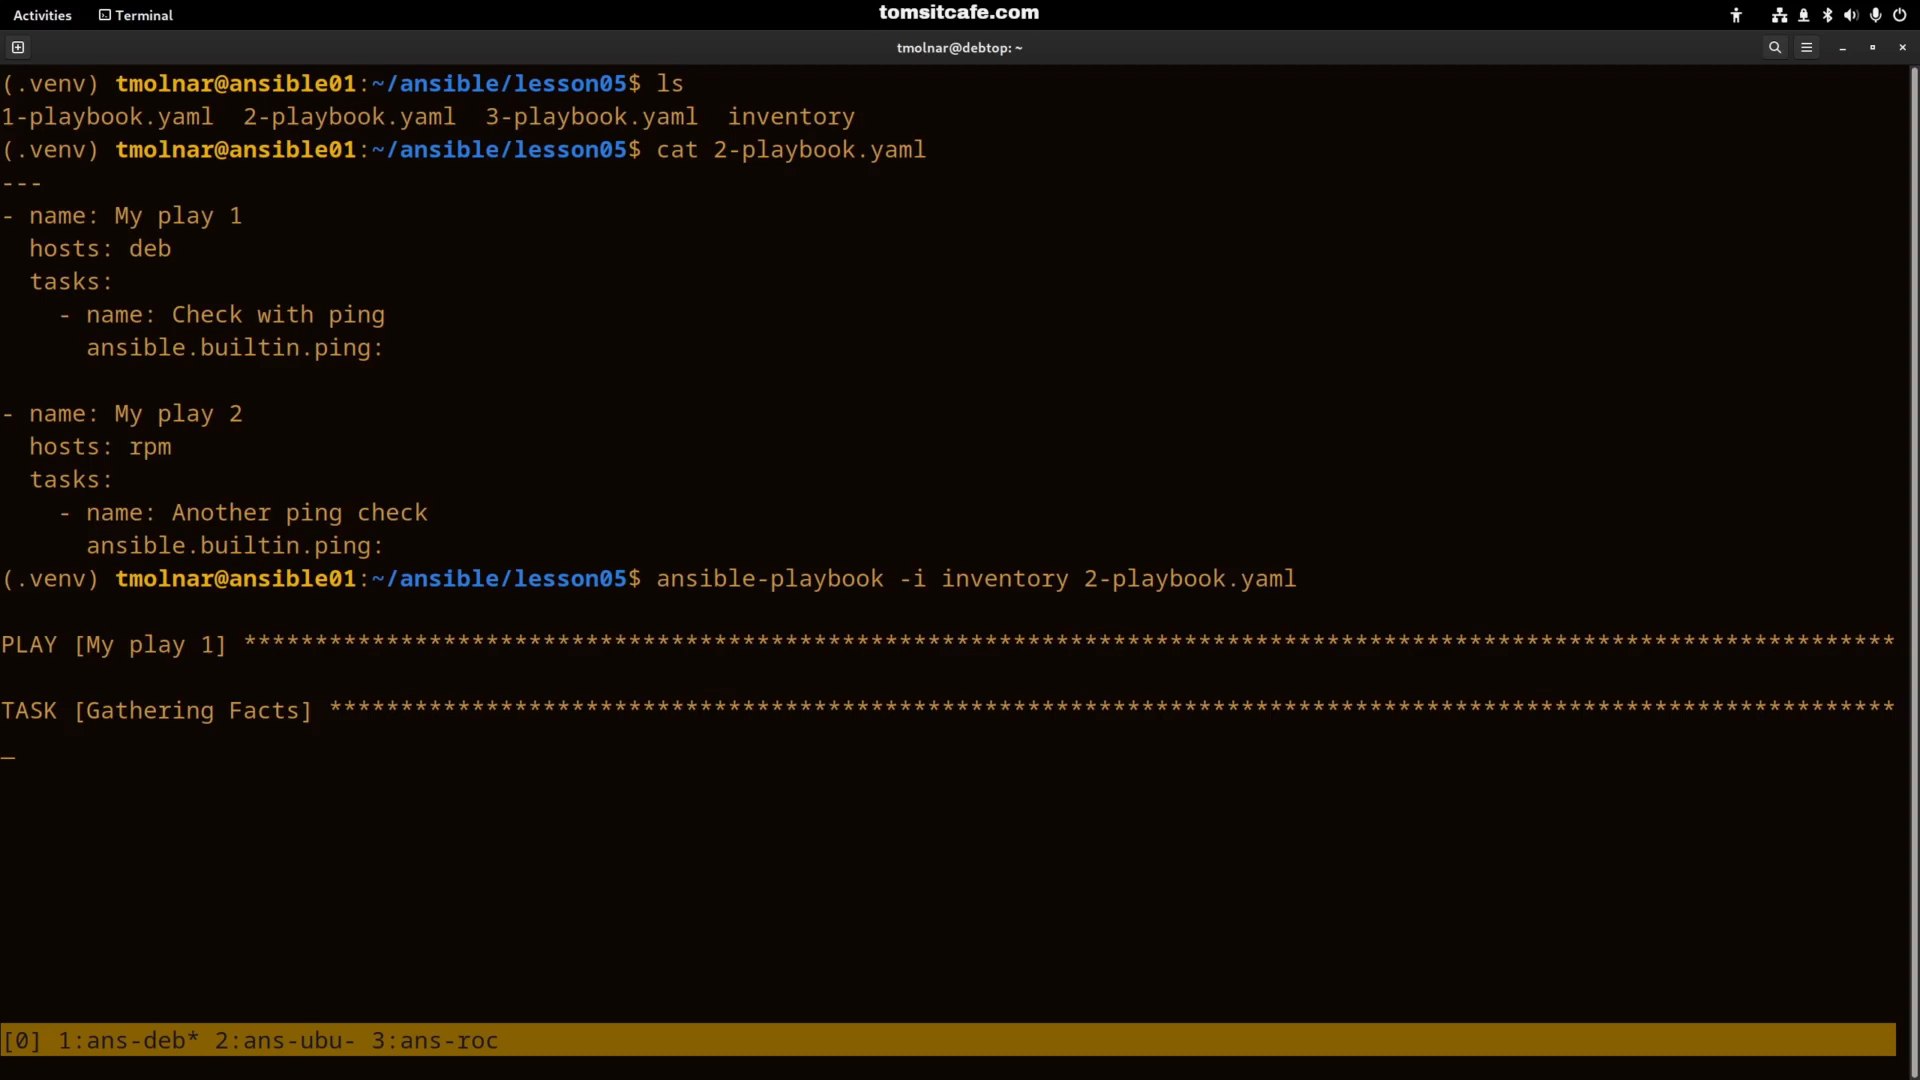 Activities Terminal tomsitcafe.com
tmolnar@debtop: ~
(.venv) tmolnar@ansible01:~/ansible/lesson05$ ls
1-playbook.yaml  2-playbook.yaml  3-playbook.yaml  inventory
(.venv) tmolnar@ansible01:~/ansible/lesson05$ cat 2-playbook.yaml
---
- name: My play 1
  hosts: deb
  tasks:
    - name: Check with ping
      ansible.builtin.ping:

- name: My play 2
  hosts: rpm
  tasks:
    - name: Another ping check
      ansible.builtin.ping:
(.venv) tmolnar@ansible01:~/ansible/lesson05$ ansible-playbook -i inventory 2-playbook.yaml

PLAY [My play 1] ********************************************************************************************************************

TASK [Gathering Facts] **************************************************************************************************************
_
[0] 1:ans-deb* 2:ans-ubu- 3:ans-roc